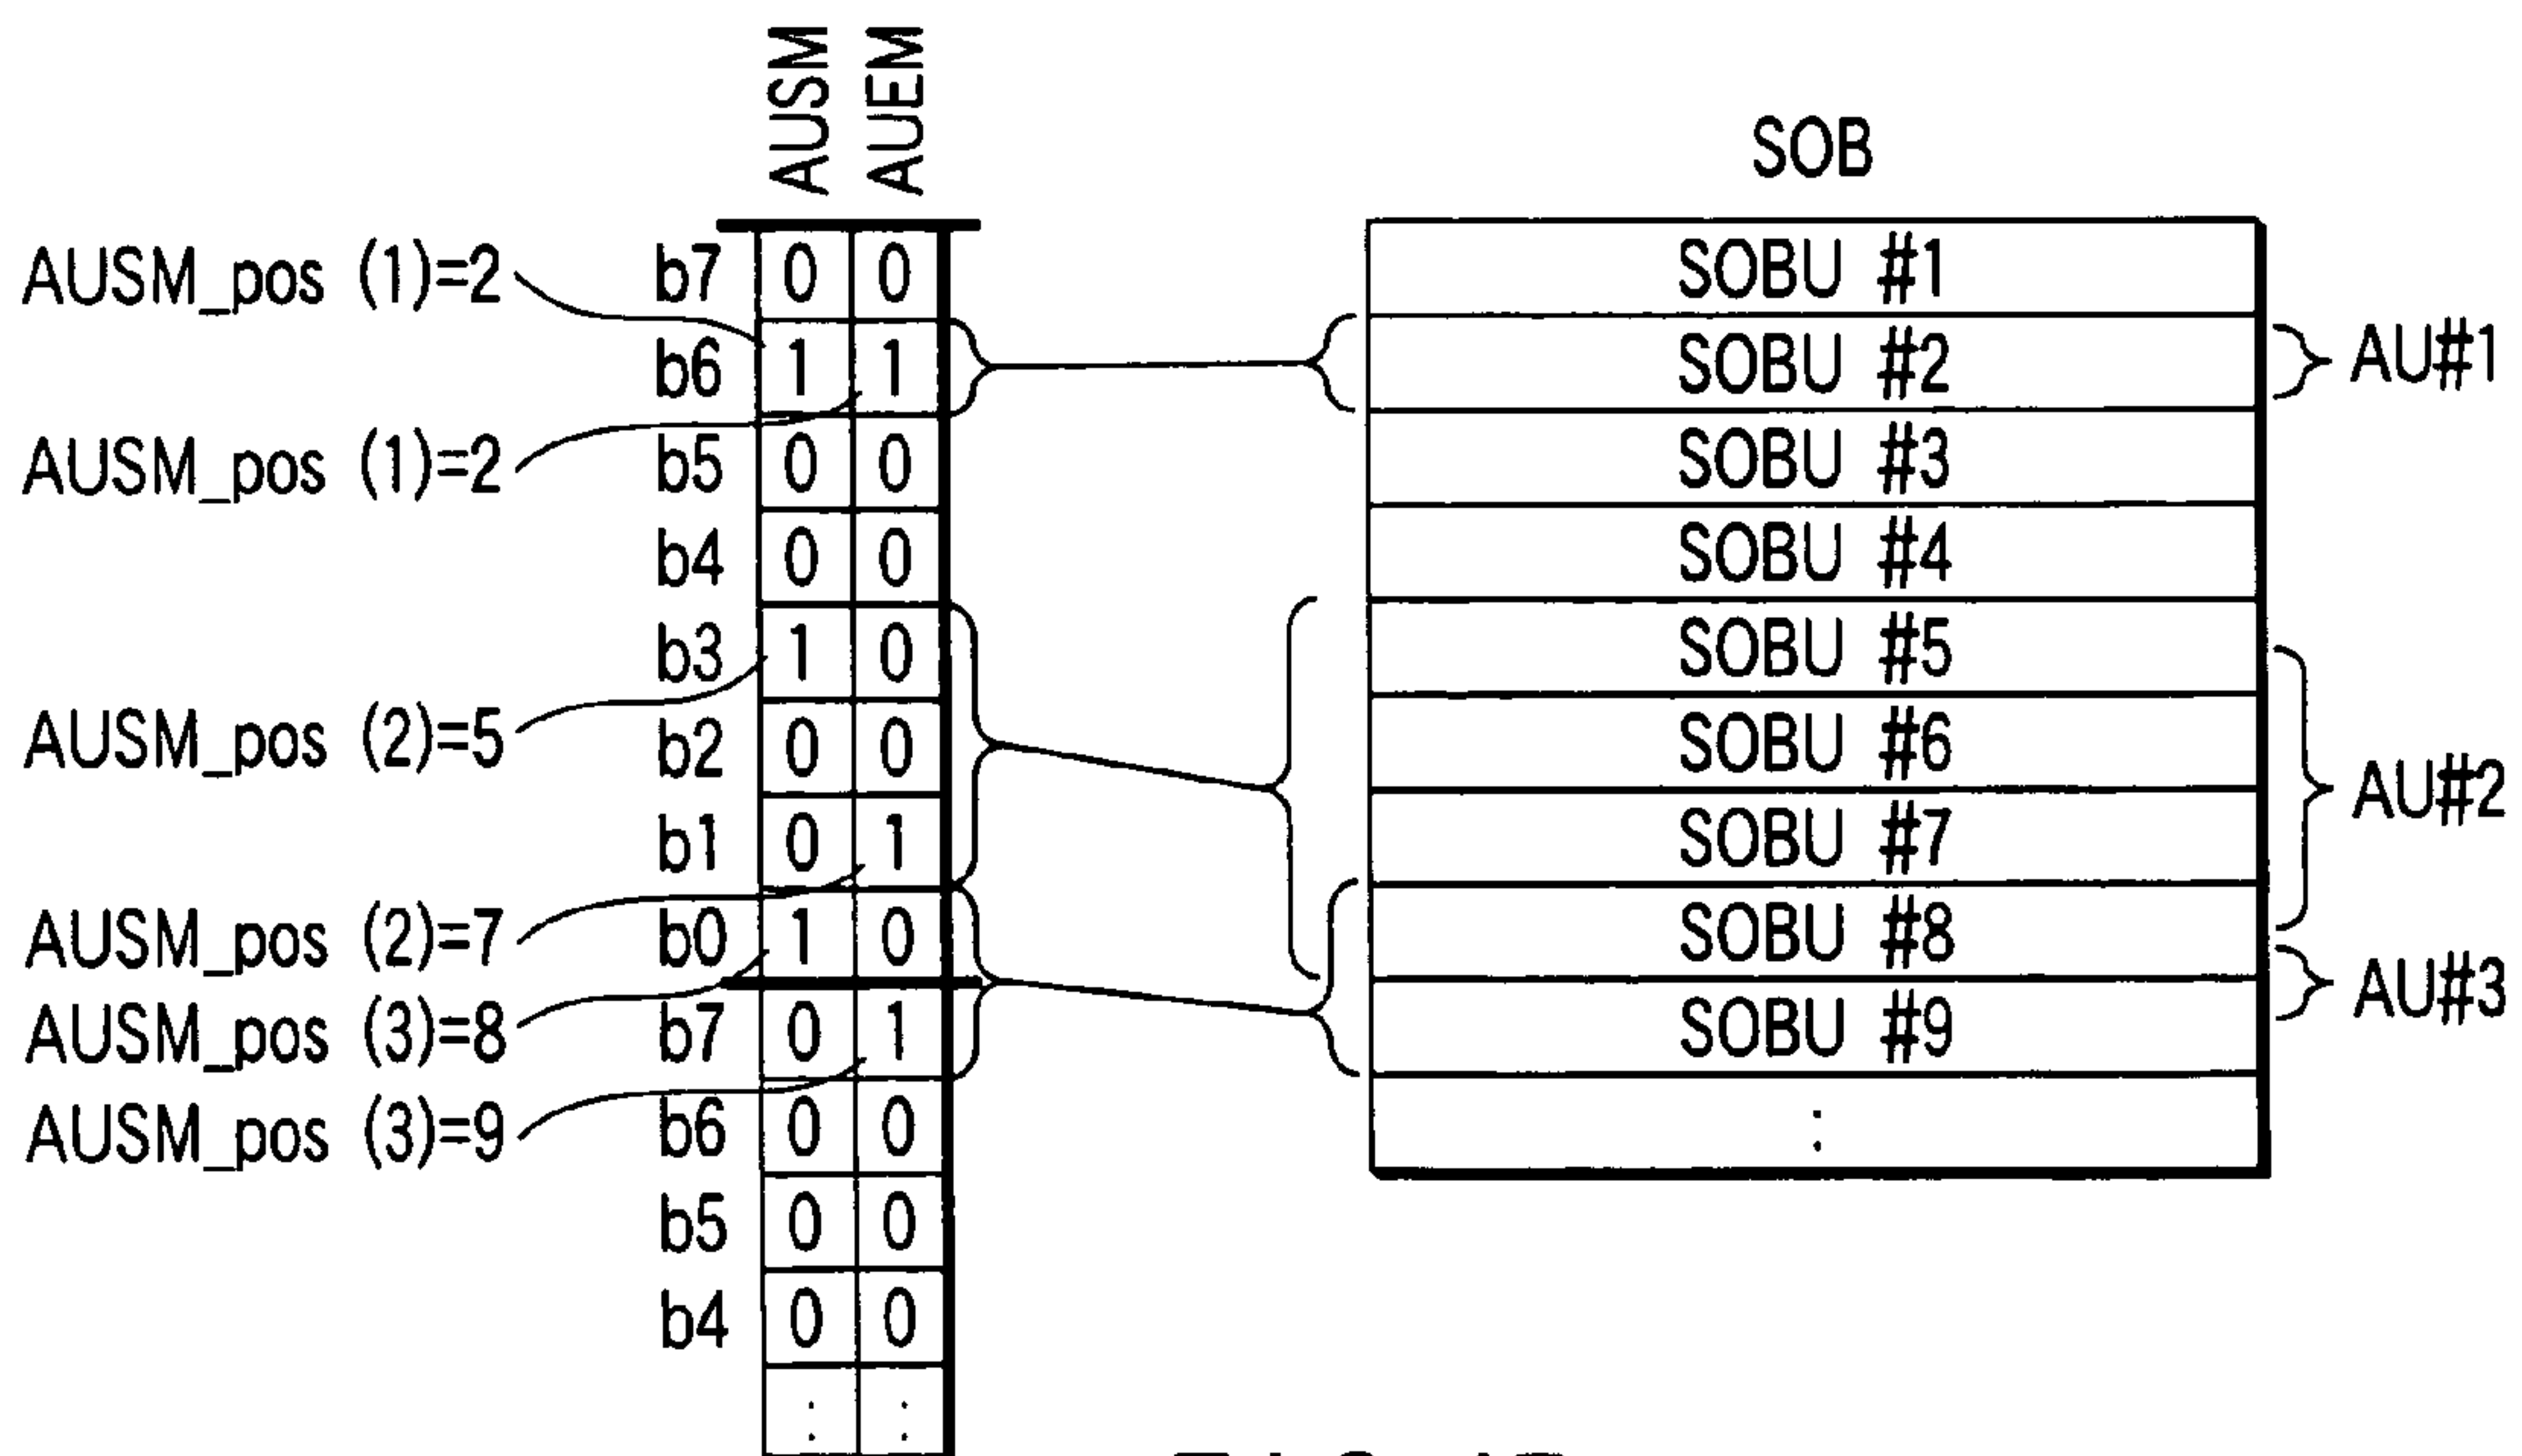 AUSM AUEM
SOB
AUSM_pos (1)=2 b7 0 0 SOBU #1
b6 1 1 SOBU #2 AU#1
AUSM_pos (1)=2 b5 0 0 SOBU #3
b4 0 0 SOBU #4
b3 1 0 SOBU #5
AUSM_pos (2)=5 b2 0 0 SOBU #6
AU#2
b1 0 1 SOBU #7
AUSM_pos (2)=7 b0 1 0 SOBU #8
AU#3
AUSM_pos (3)=8 b7 0 1 SOBU #9
AUSM_pos (3)=9 b6 0 0 :
b5 0 0
b4 0 0
: :